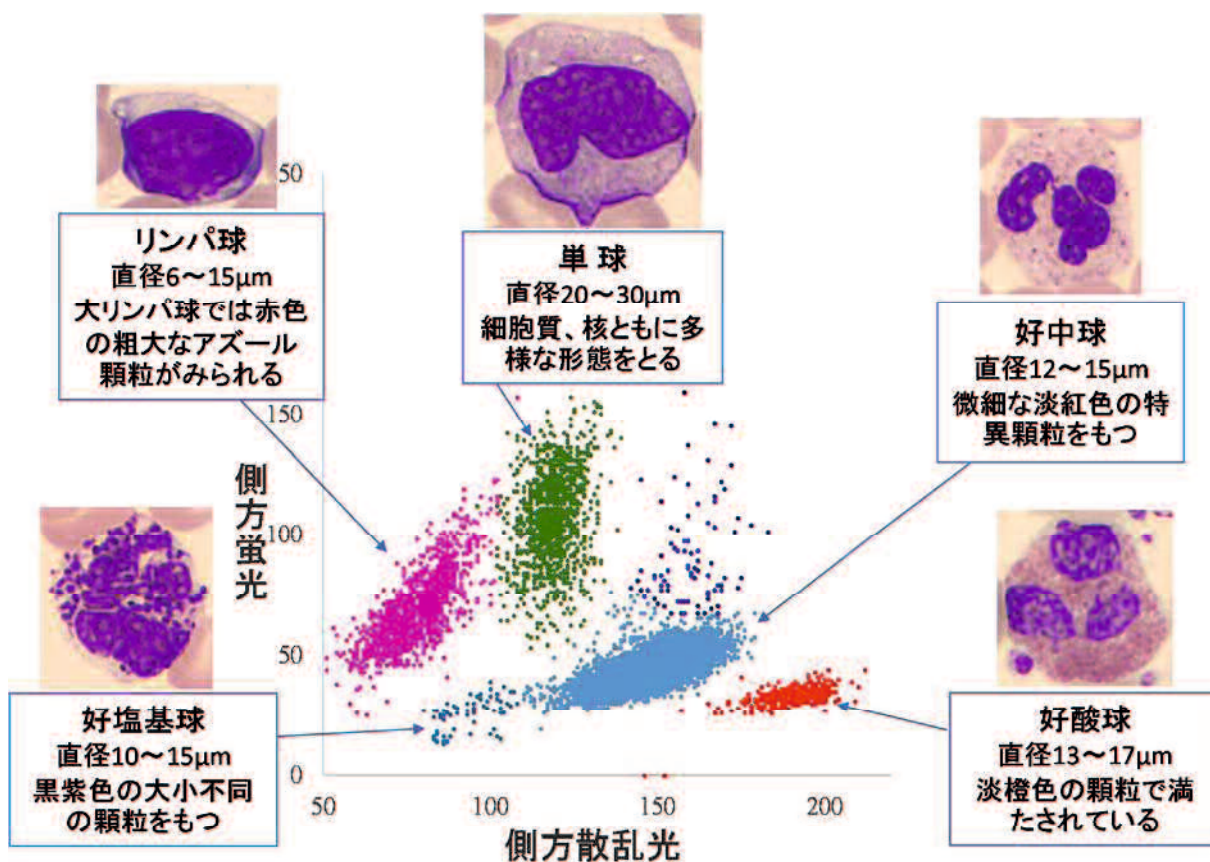 リンパ球
直径6～15μm
大リンパ球では赤色
の粗大なアズール
顆粒がみられる
単 球
直径20～30μm
細胞質、核ともに多
様な形態をとる
好中球
直径12～15μm
微細な淡紅色の特
異顆粒をもつ
好塩基球
直径10～15μm
黒紫色の大小不同
の顆粒をもつ
好酸球
直径13～17μm
淡橙色の顆粒で満
たされている
側方蛍光
50
150
100
50
0
50
100
150
200
側方散乱光